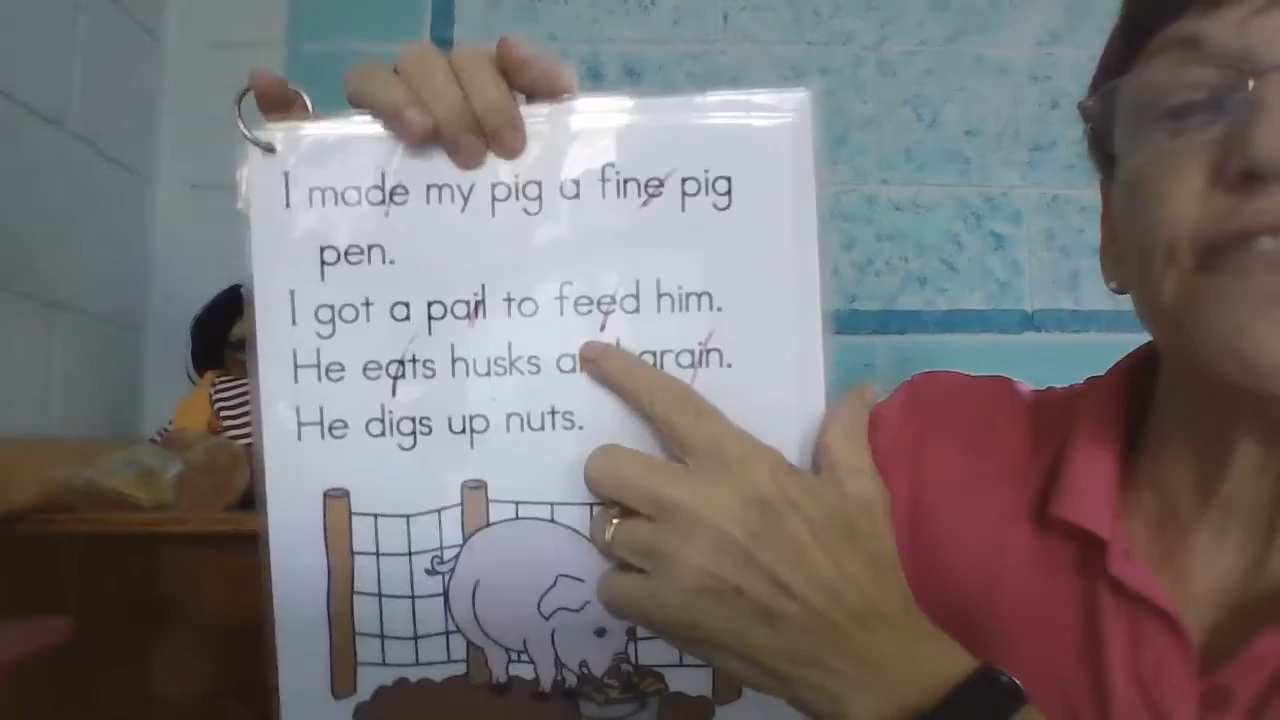 I made my pig a fine pig
pen.
I got a pail to feed him.
He eats husks and grain.
He digs up nuts.